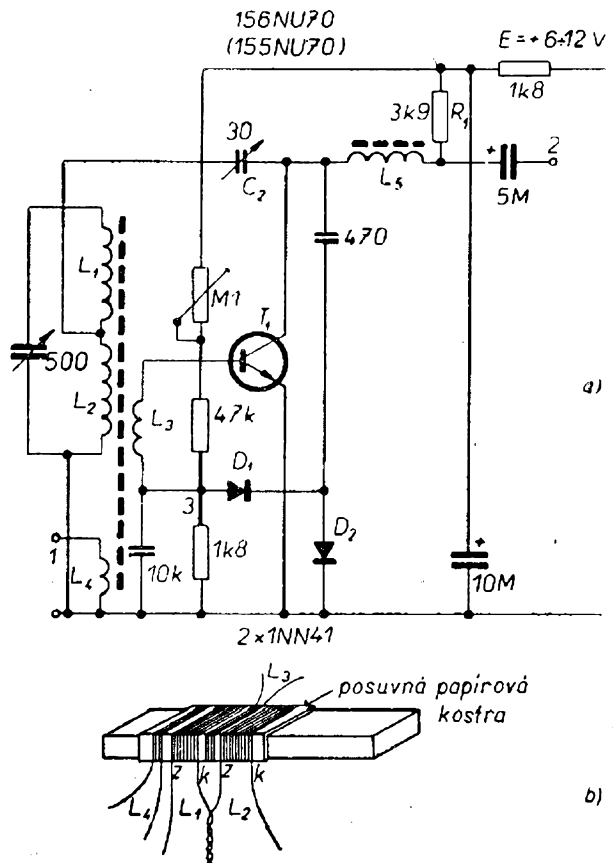 156NU70
(155NU70)
E = + 6÷12 V
1k8
3k9 R₁
30
C₂
L₅
+
2
5M
470
L₁
M1
T₁
500
L₂
a)
L₃
47k
D₁
3
D₂
1
L₄
10k
1k8
+
10M
2×1NN41
L₃
posuvná papírová
kostra
z k z k
L₄ L₁ L₂
b)